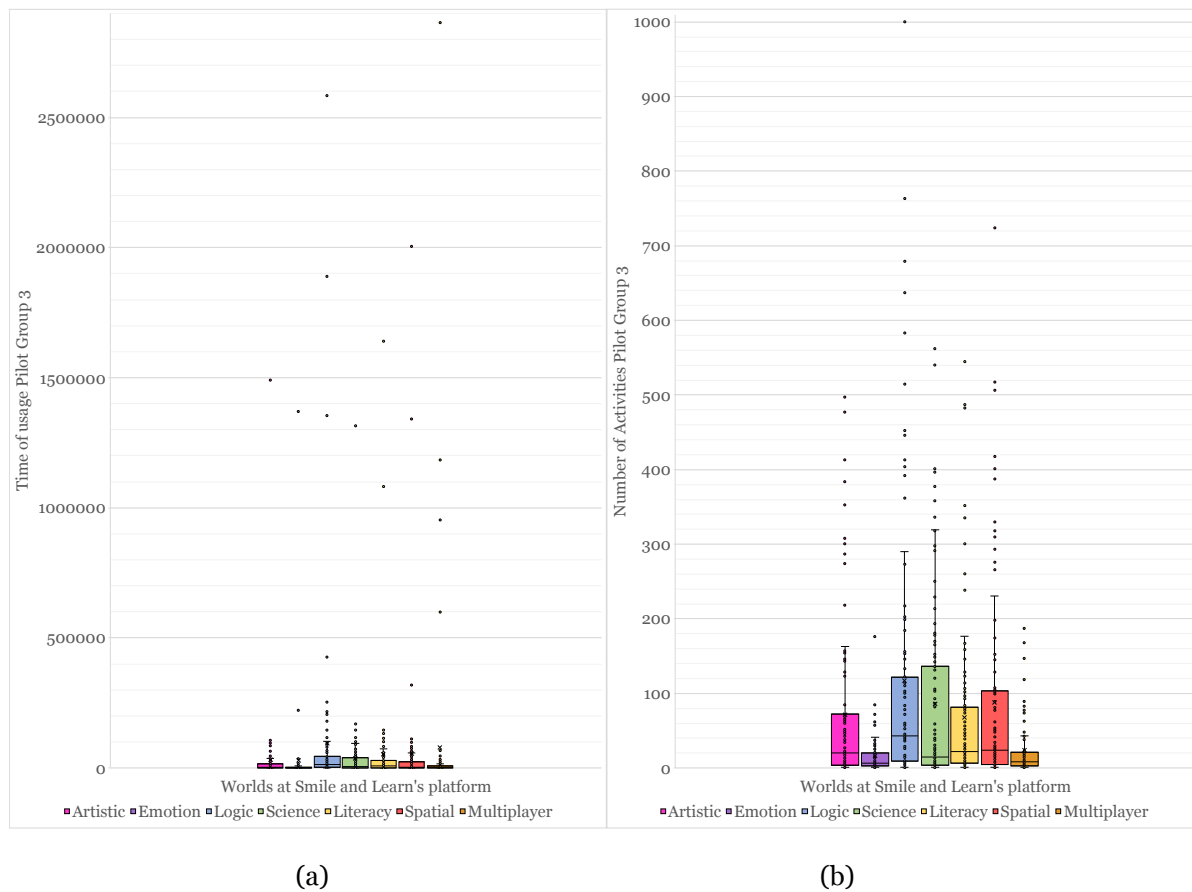 Time of usage Pilot Group 3
2500000
2000000
1500000
1000000
500000
0
Worlds at Smile and Learn's platform
Artistic Emotion Logic Science Literacy Spatial Multiplayer
(a)
Number of Activities Pilot Group 3
1000
900
800
700
600
500
400
300
200
100
0
Worlds at Smile and Learn's platform
Artistic Emotion Logic Science Literacy Spatial Multiplayer
(b)